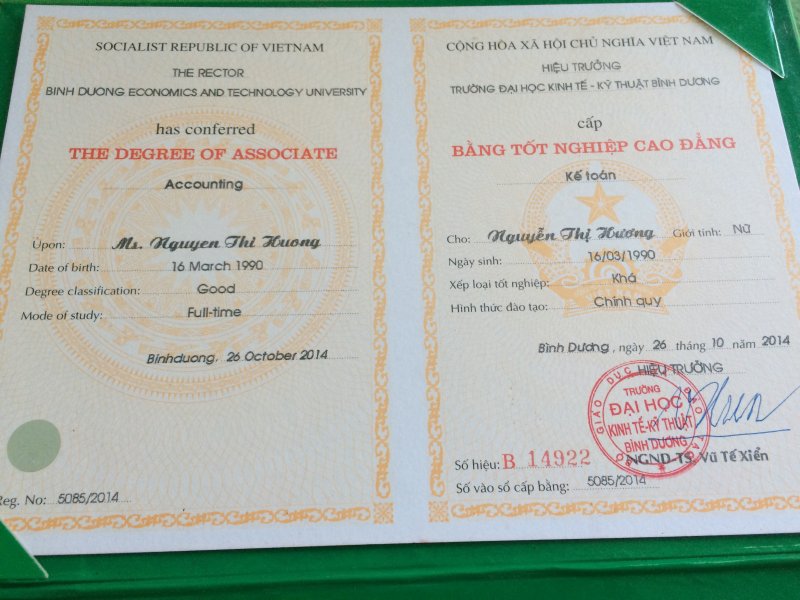 SOCIALIST REPUBLIC OF VIETNAM
THE RECTOR
BINH DUONG ECONOMICS AND TECHNOLOGY UNIVERSITY
has conferred
THE DEGREE OF ASSOCIATE
Accounting
Upon: Ms. Nguyen Thi Huong
Date of birth: 16 March 1990
Degree classification: Good
Mode of study: Full-time
Binhduong, 26 October 2014
Reg. No: 5085/2014
CỘNG HÒA XÃ HỘI CHỦ NGHĨA VIỆT NAM
HIỆU TRƯỞNG
TRƯỜNG ĐẠI HỌC KINH TẾ - KỸ THUẬT BÌNH DƯƠNG
cấp
BẰNG TỐT NGHIỆP CAO ĐẲNG
Kế toán
Cho: Nguyễn Thị Hương Giới tính: Nữ
Ngày sinh: 16/03/1990
Xếp loại tốt nghiệp: Khá
Hình thức đào tạo: Chính quy
Bình Dương, ngày 26 tháng 10 năm 2014
HIỆU TRƯỞNG
BỘ GIÁO DỤC VÀ ĐÀO TẠO
TRƯỜNG
ĐẠI HỌC
KINH TẾ-KỸ THUẬT
BÌNH DƯƠNG
NGND-TS. Vũ Tế Xiển
Số hiệu: B 14922
Số vào sổ cấp bằng: 5085/2014